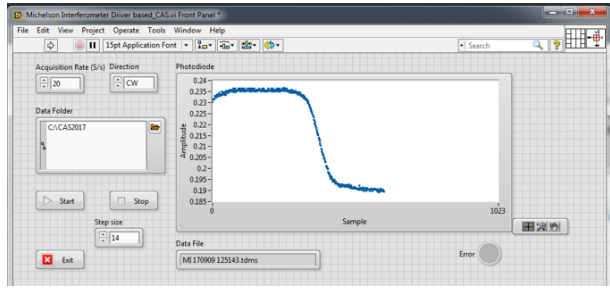 Michelson Interferometer Driver based_CAS.vi Front Panel *
File Edit View Project Operate Tools Window Help
15pt Application Font
Search
Acquisition Rate (S/s) Direction
20 CW
Data Folder
C:\CAS2017
Start Stop
Step size
14
Exit
Photodiode
Amplitude
0.24
0.235
0.23
0.225
0.22
0.215
0.21
0.205
0.2
0.195
0.19
0.185
0 1023
Sample
Data File
MI 170909 125143.tdms
Error